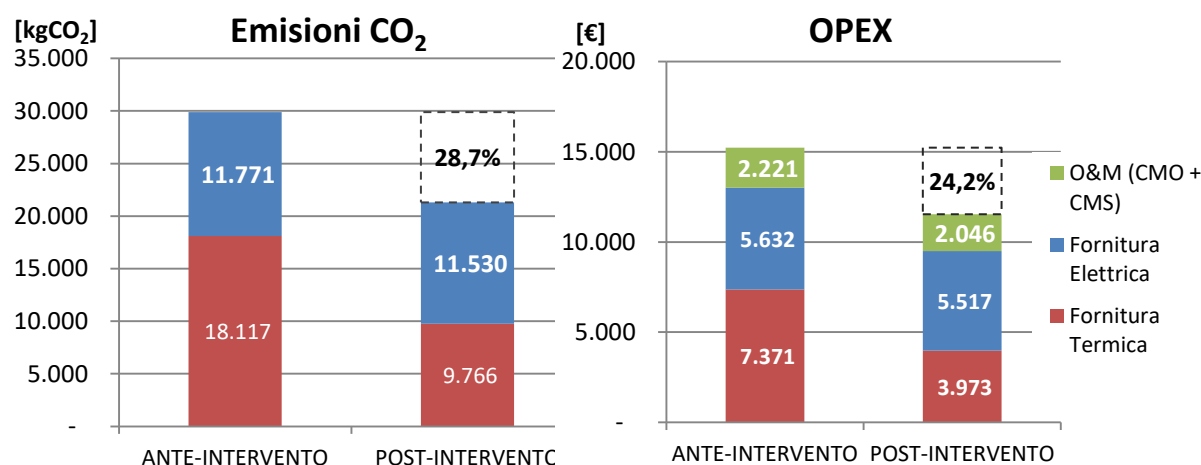 [kgCO₂]
Emisioni CO₂
35.000
30.000
25.000
20.000
15.000
10.000
5.000
-
11.771
18.117
28,7%
11.530
9.766
ANTE-INTERVENTO
POST-INTERVENTO
[€]
OPEX
20.000
15.000
10.000
5.000
-
2.221
5.632
7.371
24,2%
2.046
5.517
3.973
ANTE-INTERVENTO
POST-INTERVENTO
O&M (CMO +
CMS)
Fornitura
Elettrica
Fornitura
Termica